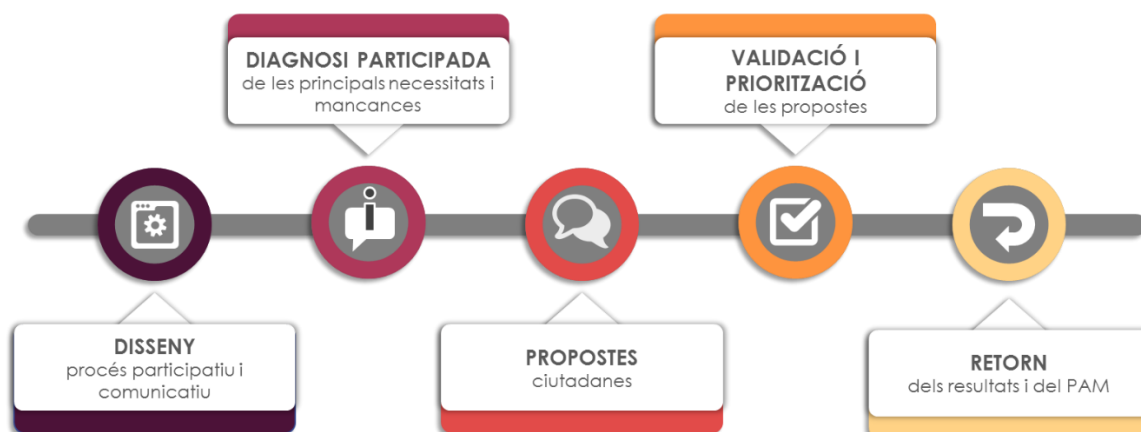 DISSENY
procés participatiu i
comunicatiu
DIAGNOSI PARTICIPADA
de les principals necessitats i
mancances
PROPOSTES
ciutadanes
VALIDACIÓ I
PRIORITZACIÓ
de les propostes
RETORN
dels resultats i del PAM